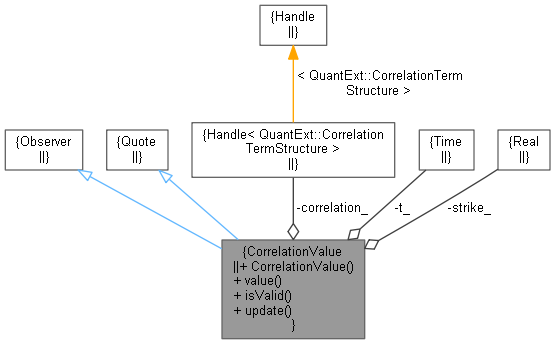 {Handle
||}
< QuantExt::CorrelationTerm
Structure >
{Observer
||}
{Quote
||}
{Handle< QuantExt::Correlation
TermStructure >
||}
{Time
||}
{Real
||}
-correlation_
-t_
-strike_
{CorrelationValue
||+ CorrelationValue()
+ value()
+ isValid()
+ update()
}